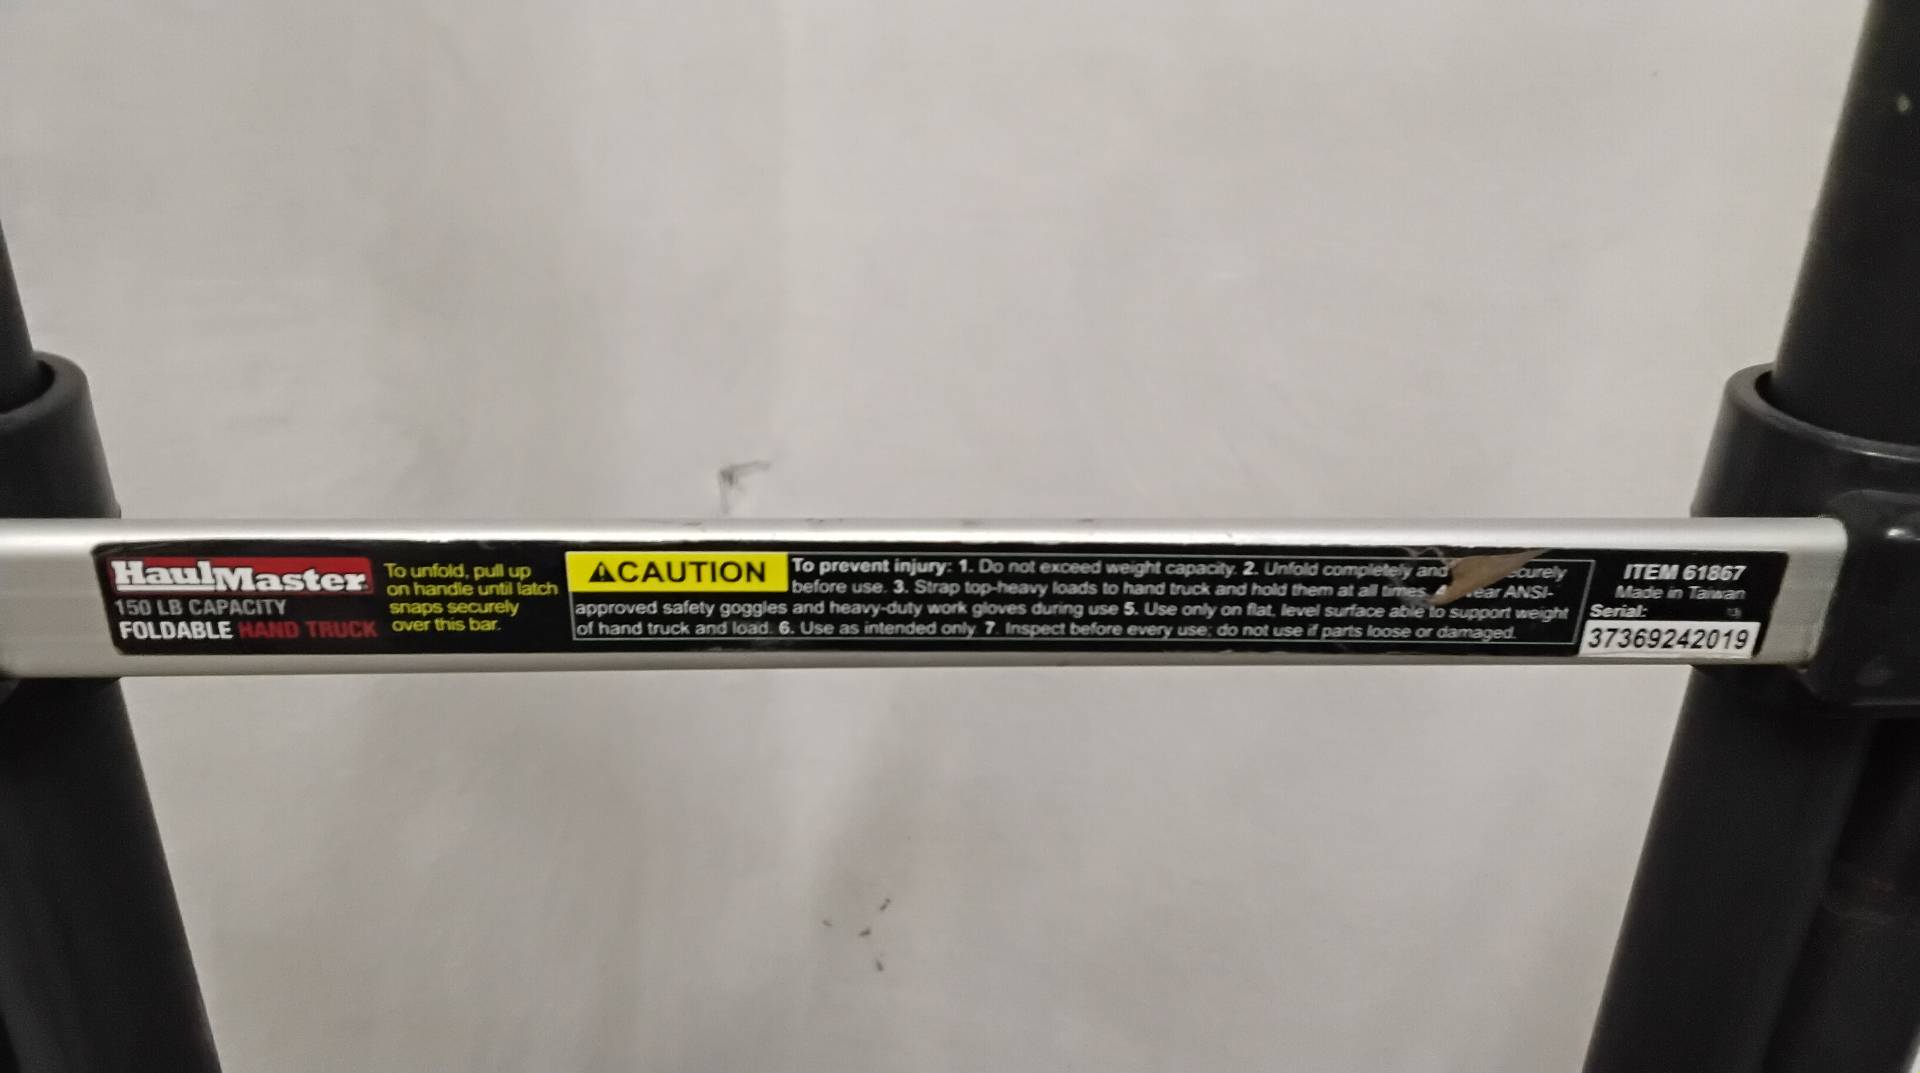 HaulMaster
150 LB CAPACITY
FOLDABLE HAND TRUCK
To unfold, pull up
on handle until latch
snaps securely
over this bar.
⚠CAUTION
To prevent injury: 1. Do not exceed weight capacity. 2. Unfold completely and
before use. 3. Strap top-heavy loads to hand truck and hold them at all times. ANSI-
approved safety goggles and heavy-duty work gloves during use 5. Use only on flat, level surface able to support weight
of hand truck and load. 6. Use as intended only. 7. Inspect before every use; do not use if parts loose or damaged.
ITEM 61867
Made in Taiwan
Serial:
37369242019